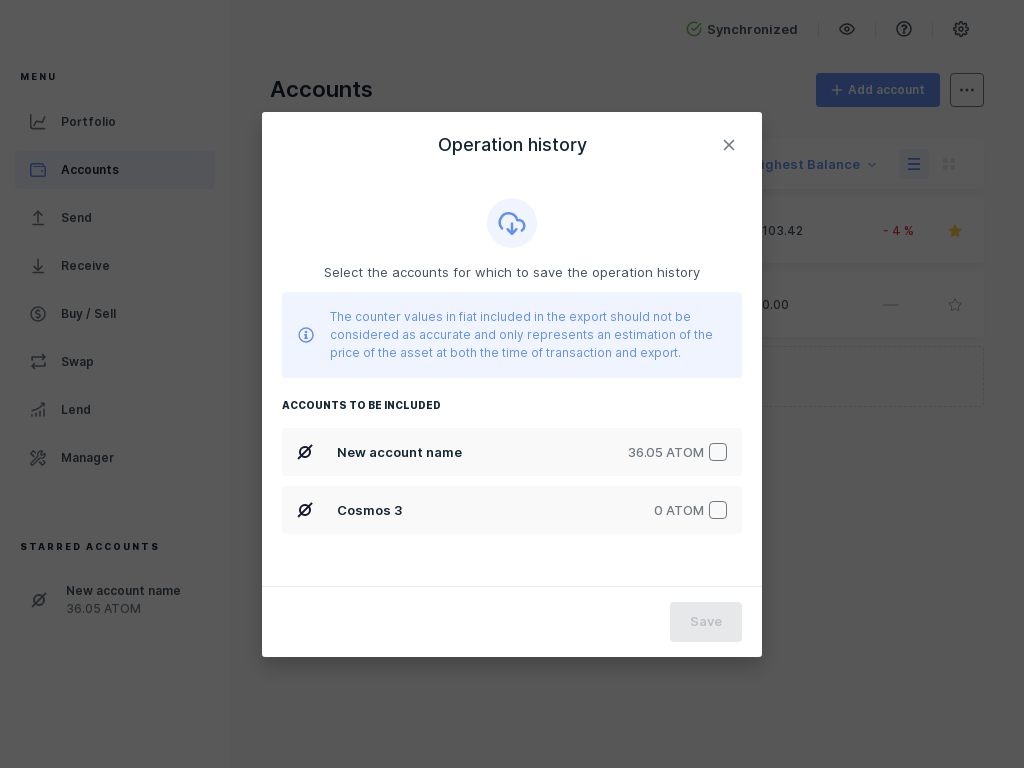 Synchronized
MENU
Portfolio
Accounts
Send
Receive
Buy / Sell
Swap
Lend
Manager
STARRED ACCOUNTS
New account name
36.05 ATOM
Accounts
Add account
Balance
103.42
- 4 %
0.00
—
Operation history
Select the accounts for which to save the operation history
The counter values in fiat included in the export should not be
considered as accurate and only represents an estimation of the
price of the asset at both the time of transaction and export.
ACCOUNTS TO BE INCLUDED
New account name
36.05 ATOM
Cosmos 3
0 ATOM
Save